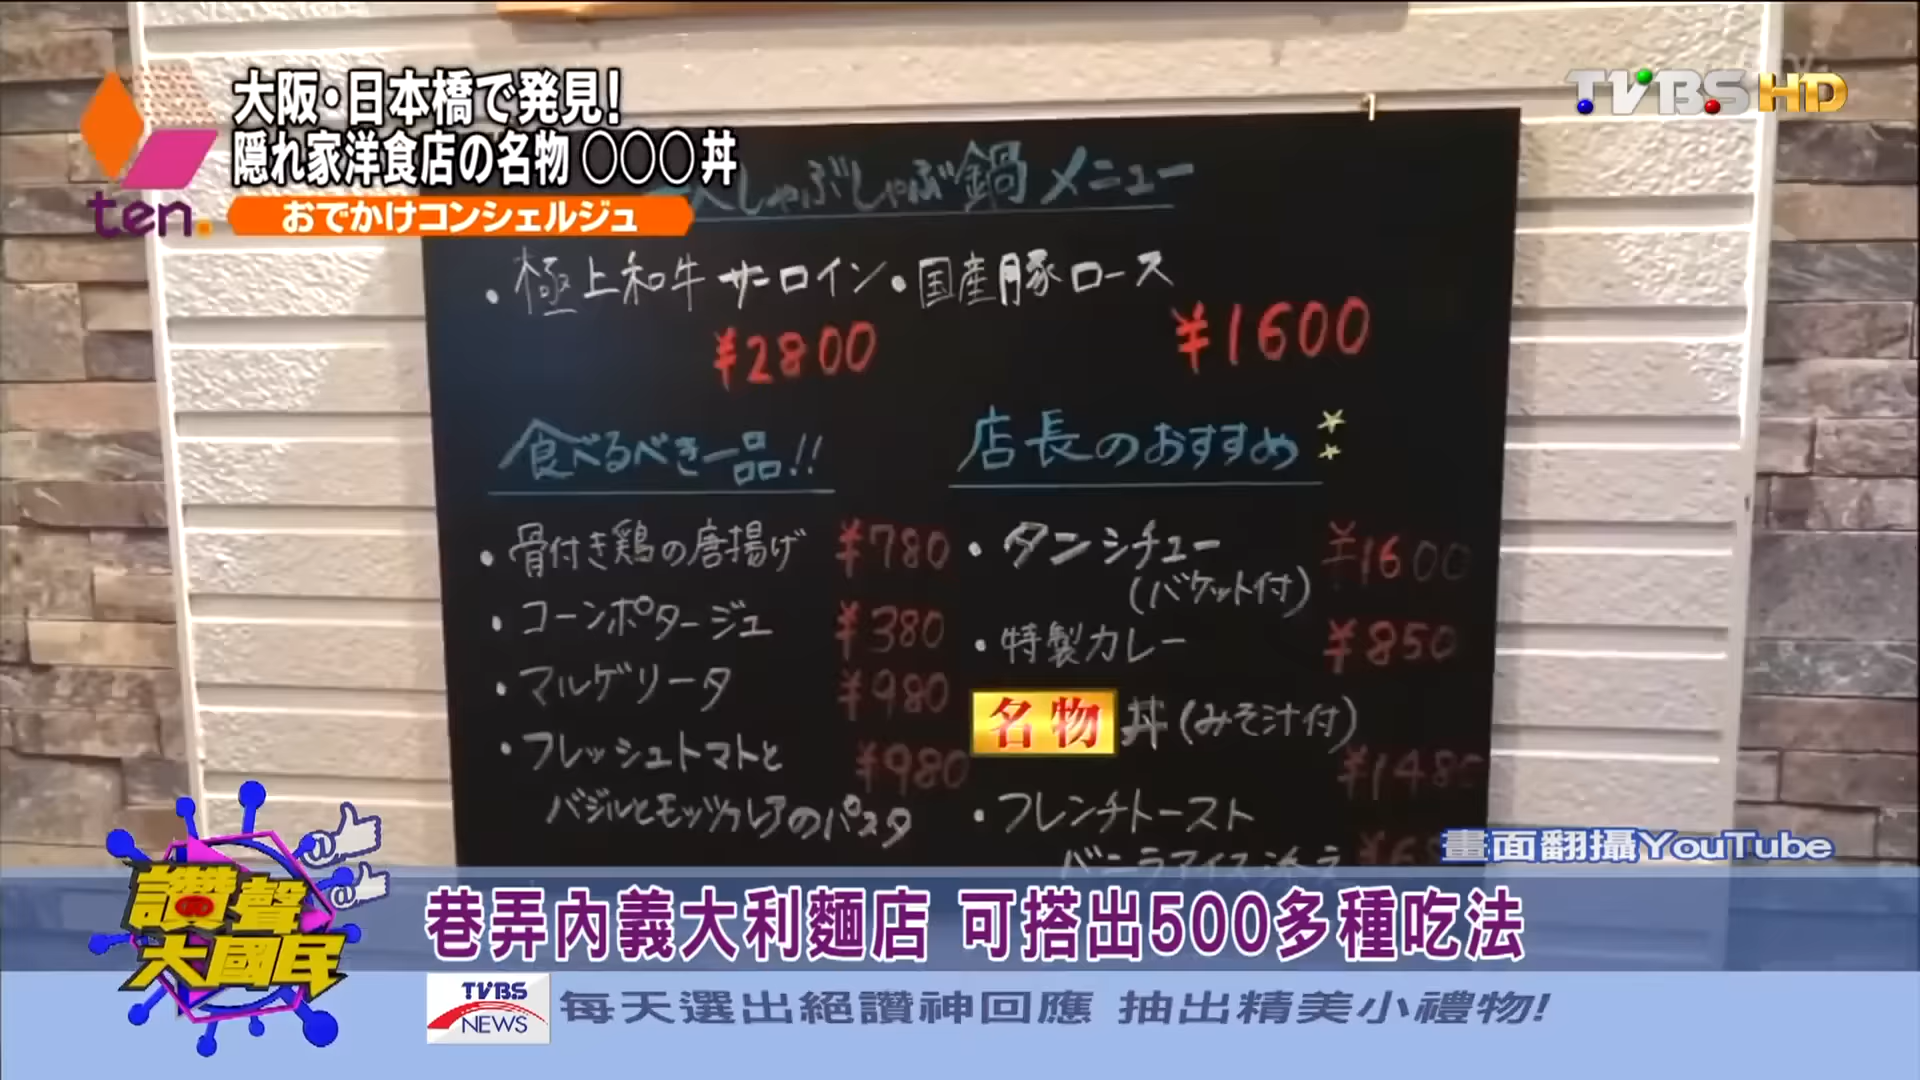 大阪・日本橋で発見!
隠れ家洋食店の名物 ○○○丼
ten.
おでかけコンシェルジュ
TVBS HD
人しゃぶしゃぶ鍋メニュー
・極上和牛サーロイン・国産豚ロース
¥2800
¥1600
食べるべき一品!!
・骨付き鶏の唐揚げ ¥780
・コーンポタージュ ¥380
・マルゲリータ ¥980
・フレッシュトマトと ¥980
バジルとモッツァレアのパスタ
店長のおすすめ
・タンシチュー ¥1600
(バケット付)
・特製カレー ¥850
名物 丼(みそ汁付)
¥1480
・フレンチトースト
バニラアイス添え
畫面翻攝YouTube
讚聲大國民
巷弄內義大利麵店 可搭出500多種吃法
TVBS NEWS
每天選出絕讚神回應 抽出精美小禮物!